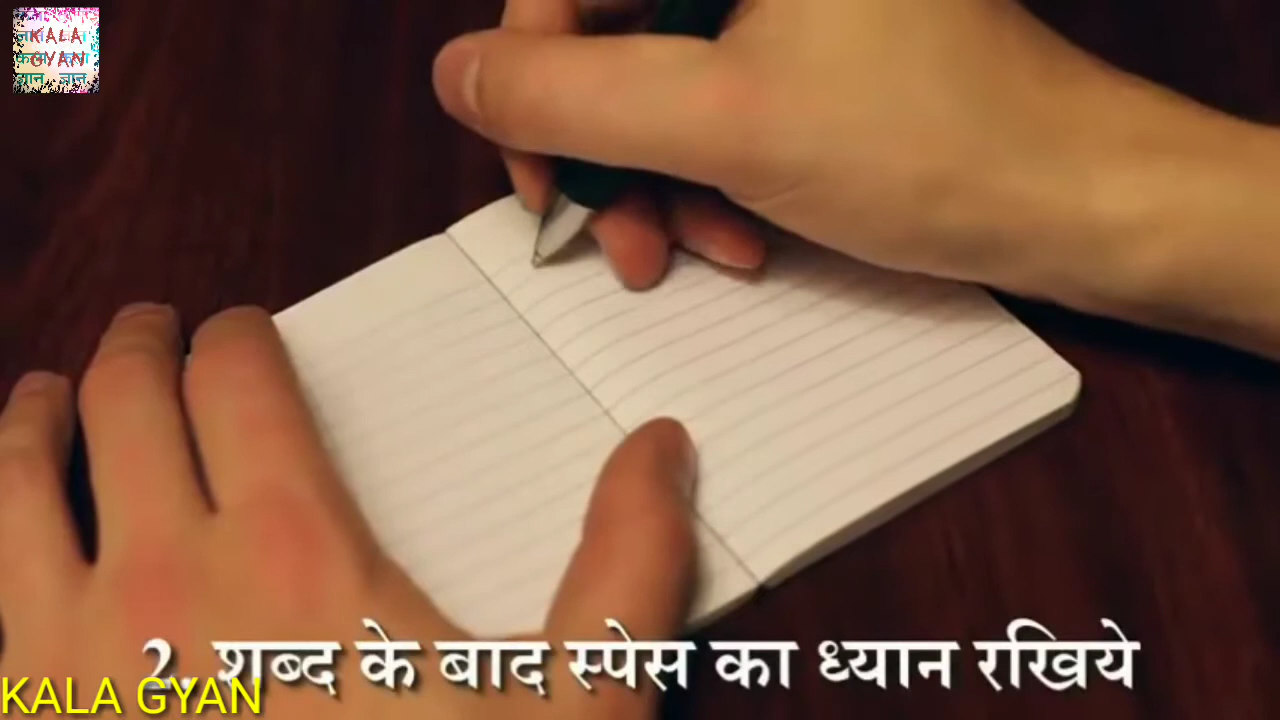 KALA
GYAN
2. शब्द के बाद स्पेस का ध्यान रखिये
KALA GYAN